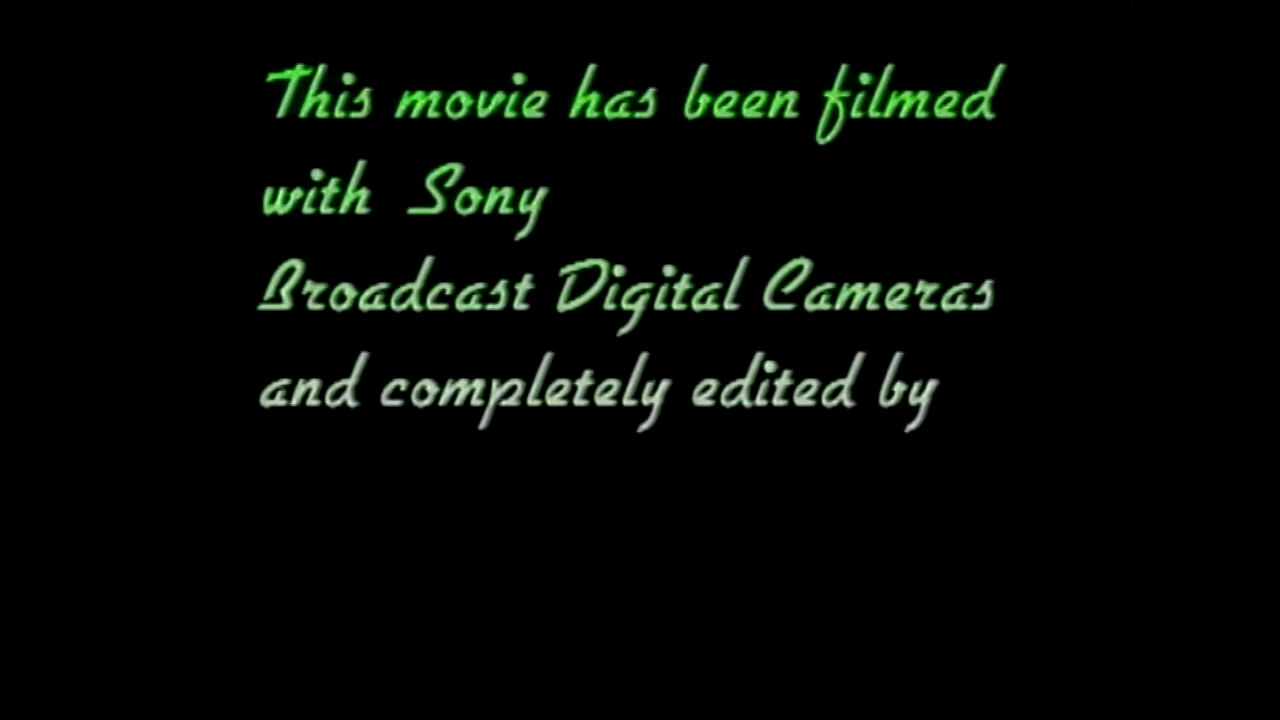 This movie has been filmed
with Sony
Broadcast Digital Cameras
and completely edited by